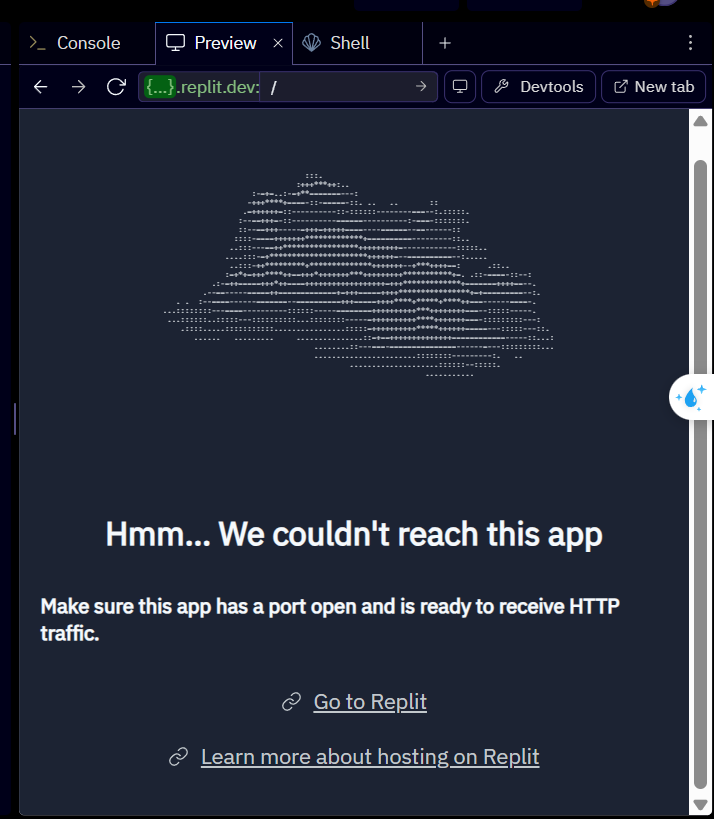 Console
Preview
Shell
{...}.replit.dev: /
Devtools
New tab
Hmm... We couldn't reach this app
Make sure this app has a port open and is ready to receive HTTP
traffic.
Go to Replit
Learn more about hosting on Replit